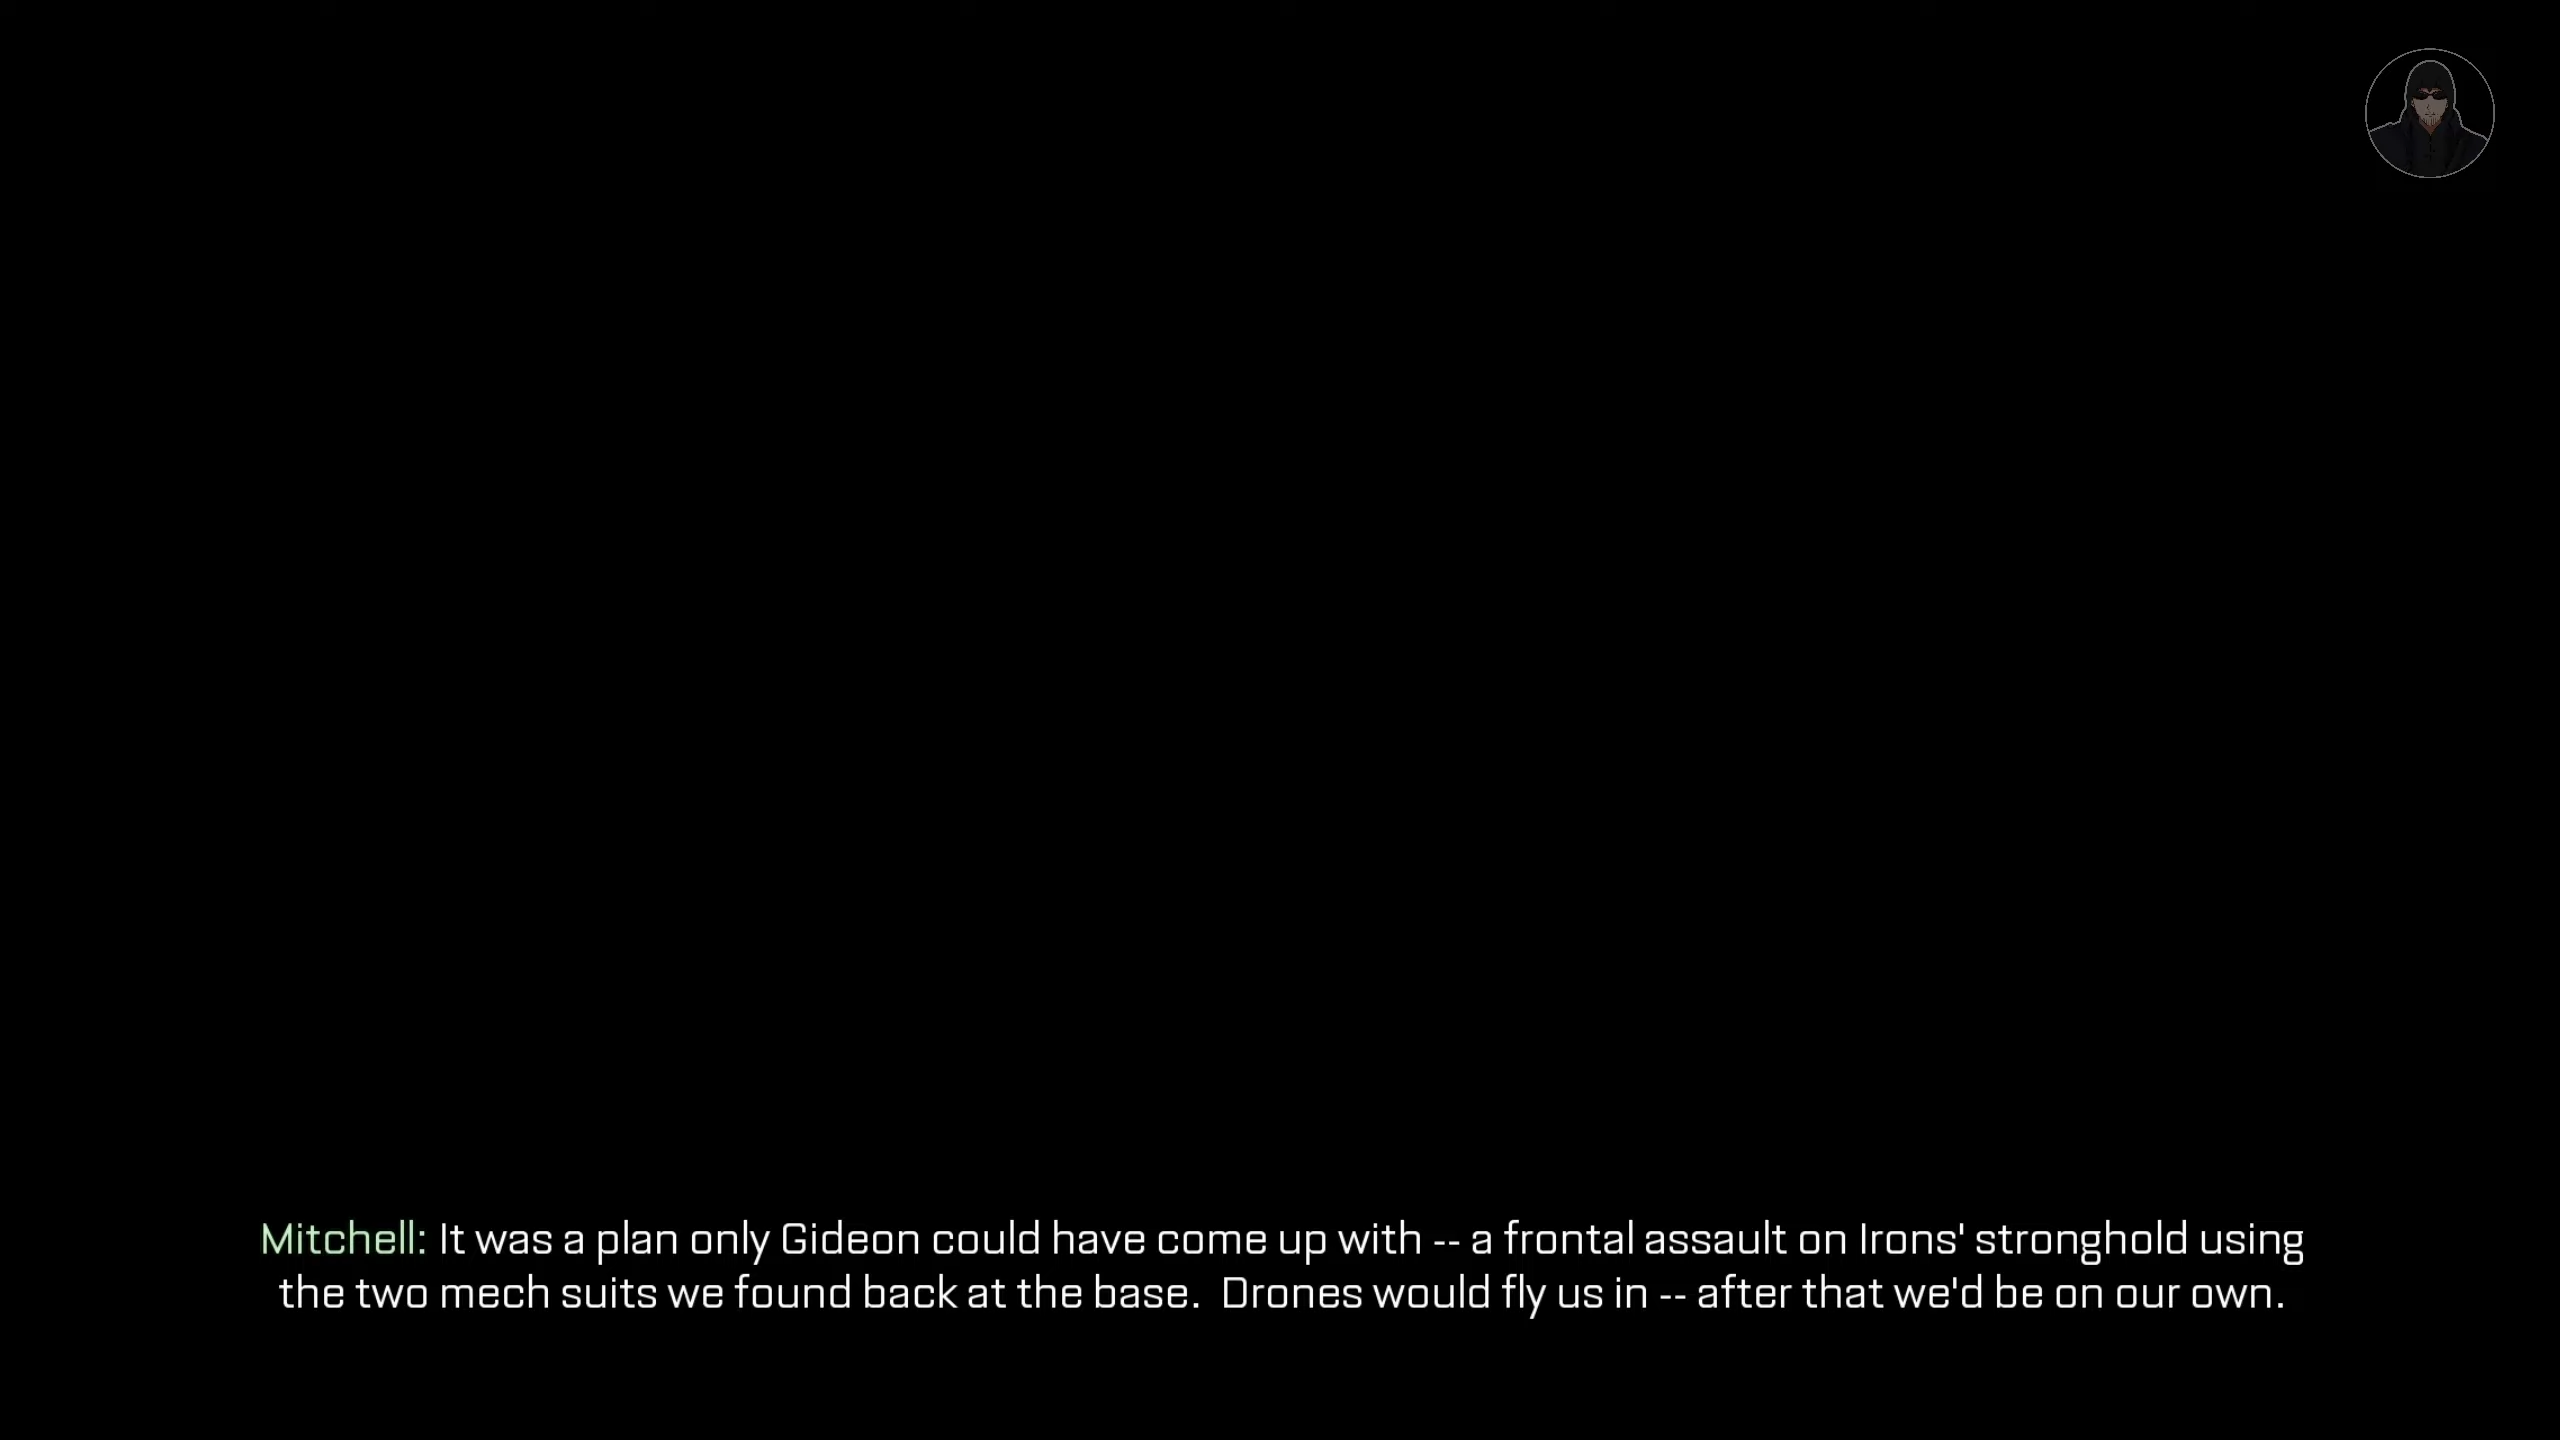 Mitchell: It was a plan only Gideon could have come up with -- a frontal assault on Irons' stronghold using
the two mech suits we found back at the base.  Drones would fly us in -- after that we'd be on our own.